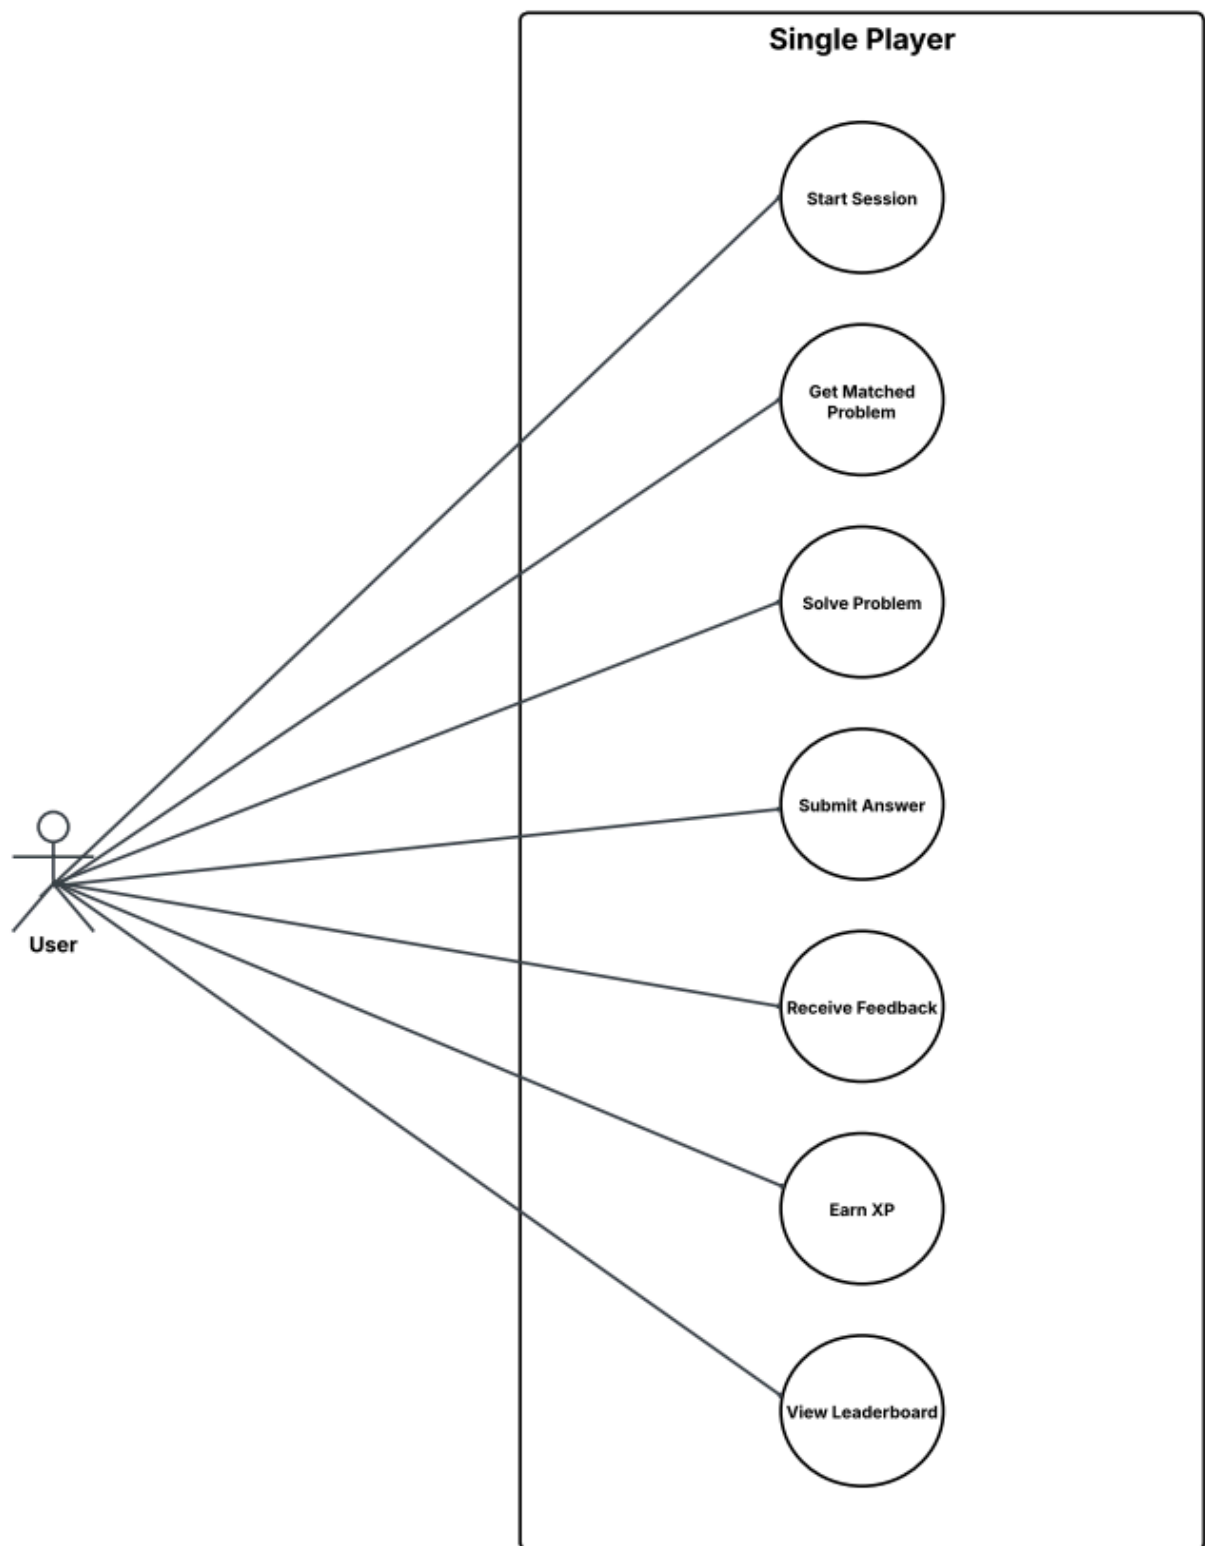 Single Player
Start Session
Get Matched
Problem
Solve Problem
Submit Answer
User
Receive Feedback
Earn XP
View Leaderboard